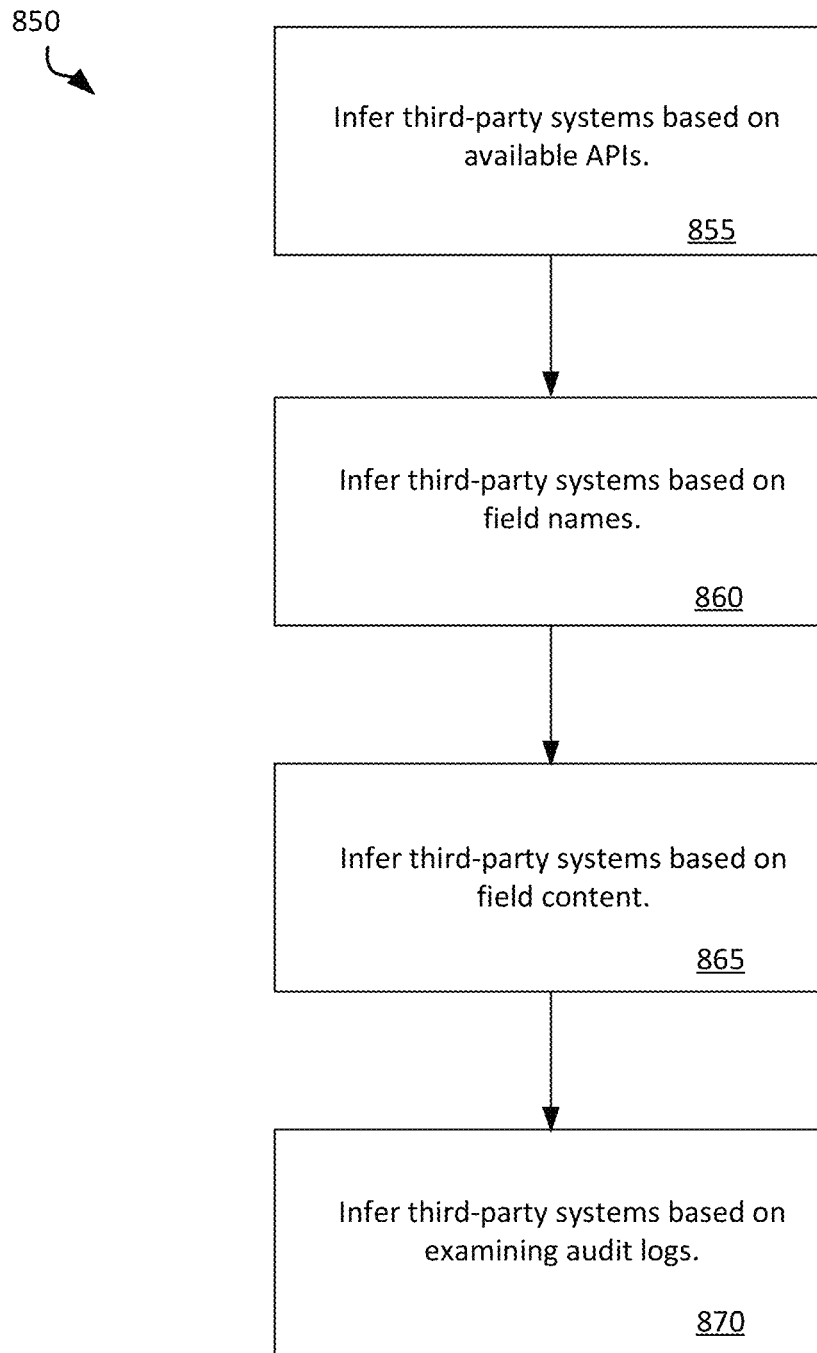 850
Infer third-party systems based on
available APIs.
855
Infer third-party systems based on
field names.
860
Infer third-party systems based on
field content.
865
Infer third-party systems based on
examining audit logs.
870